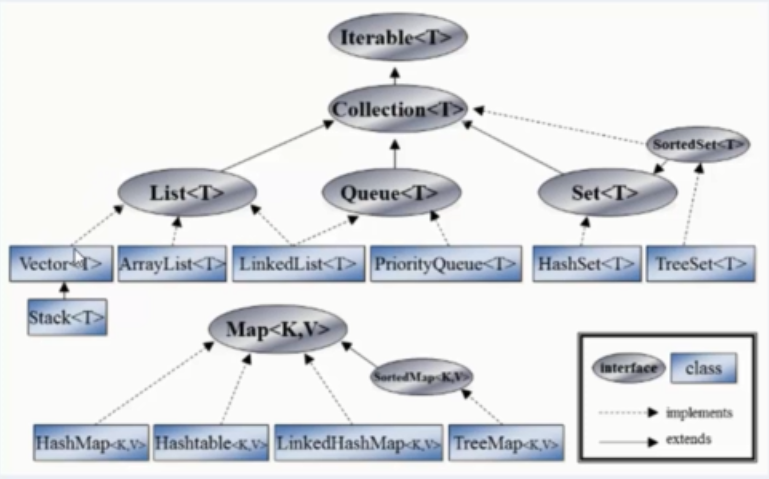 Iterable<T>
Collection<T>
SortedSet<T>
List<T>
Queue<T>
Set<T>
Vector<T>
ArrayList<T>
LinkedList<T>
PriorityQueue<T>
HashSet<T>
TreeSet<T>
Stack<T>
Map<K,V>
SortedMap<K,V>
interface
class
implements
extends
HashMap<K,V>
Hashtable<K,V>
LinkedHashMap<K,V>
TreeMap<K,V>